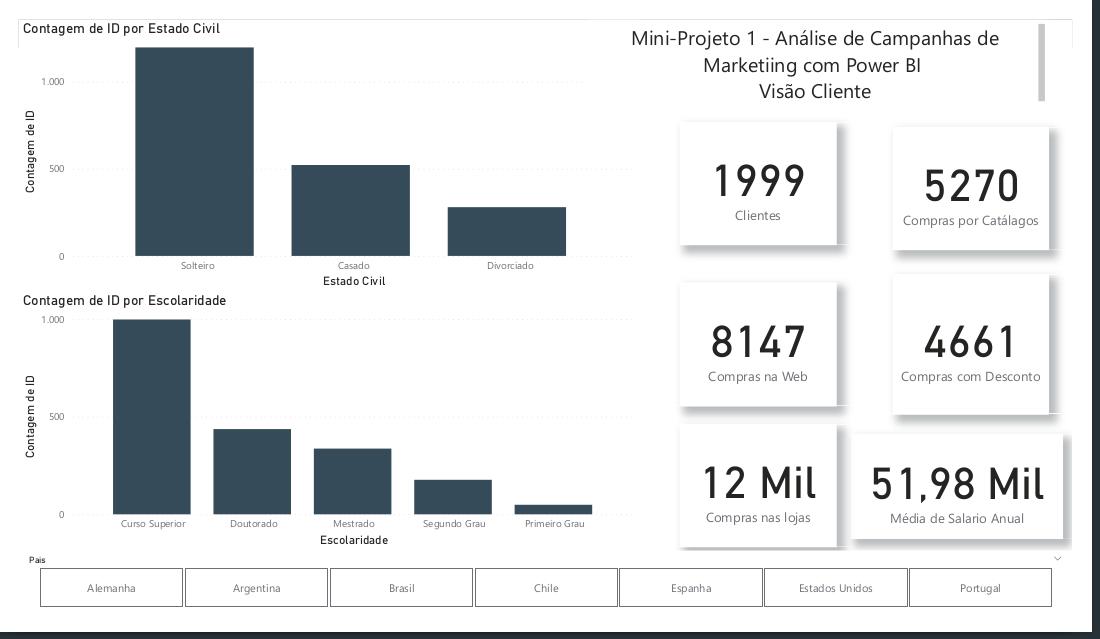 Contagem de ID por Estado Civil
1.000
500
0
Contagem de ID
Solteiro
Casado
Divorciado
Estado Civil
Contagem de ID por Escolaridade
1.000
500
0
Contagem de ID
Curso Superior
Doutorado
Mestrado
Segundo Grau
Primeiro Grau
Escolaridade
Mini-Projeto 1 - Análise de Campanhas de
Marketiing com Power BI
Visão Cliente
1999
Clientes
5270
Compras por Catálagos
8147
Compras na Web
4661
Compras com Desconto
12 Mil
Compras nas lojas
51,98 Mil
Média de Salario Anual
Pais
Alemanha
Argentina
Brasil
Chile
Espanha
Estados Unidos
Portugal